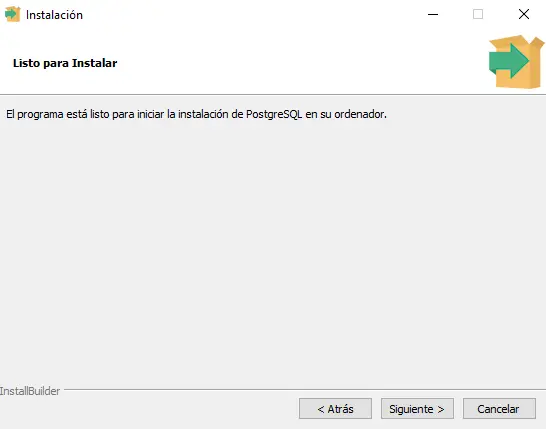 Instalación
Listo para Instalar
El programa está listo para iniciar la instalación de PostgreSQL en su ordenador.
InstallBuilder
< Atrás
Siguiente >
Cancelar